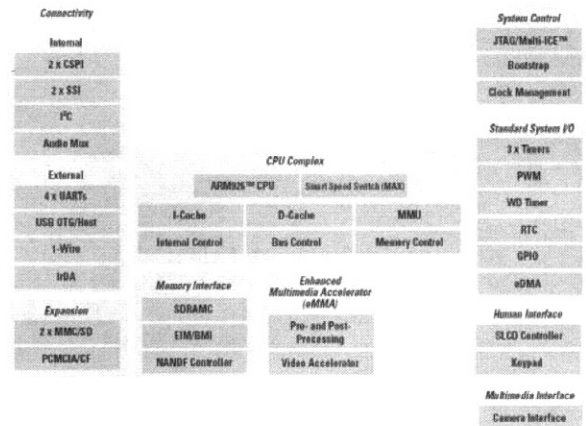 Connectivity
Internal
2 x CSPI
2 x SSI
I²C
Audio Mux
External
4 x UARTs
USB OTG/Host
1-Wire
IrDA
Expansion
2 x MMC/SD
PCMCIA/CF
CPU Complex
ARM926™ CPU
Smart Speed Switch (MAX)
I-Cache
D-Cache
MMU
Internal Control
Bus Control
Memory Control
Memory Interface
SDRAMC
EIM/BMI
NANDF Controller
Enhanced
Multimedia Accelerator
(eMMA)
Pre- and Post-
Processing
Video Accelerator
System Control
JTAG/Multi-ICE™
Bootstrap
Clock Management
Standard System I/O
3 x Timers
PWM
WD Timer
RTC
GPIO
eDMA
Human Interface
SLCD Controller
Keypad
Multimedia Interface
Camera Interface